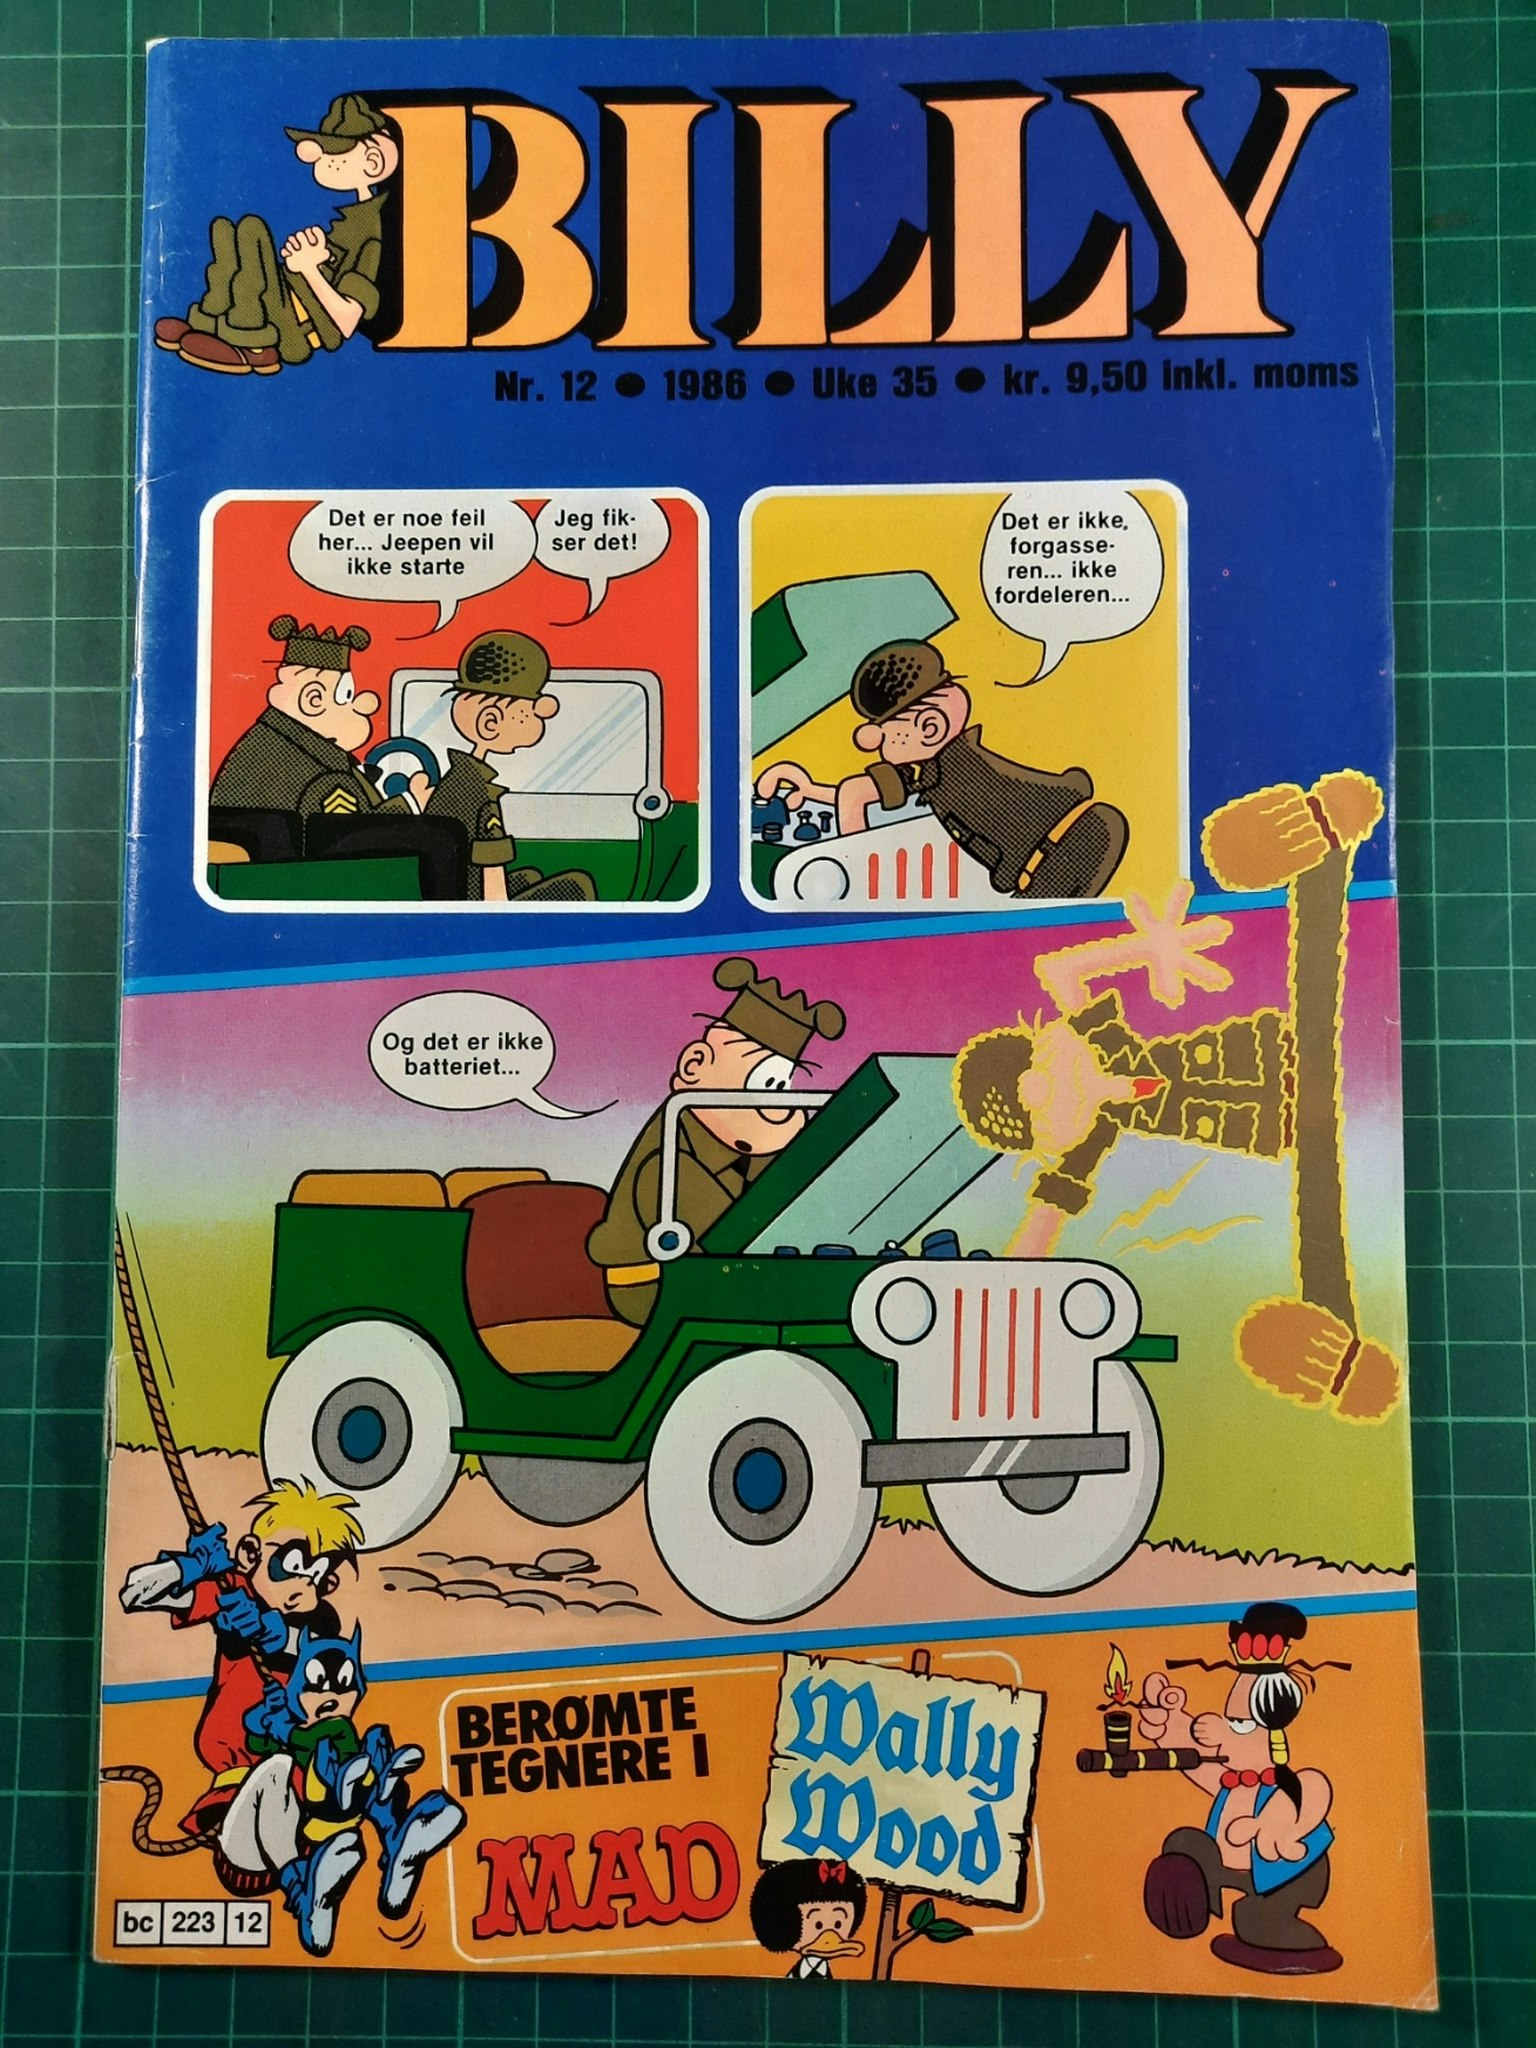 BILLY
Nr. 12 ● 1986 ● Uke 35 ● kr. 9,50 inkl. moms
Det er noe feil
her... Jeepen vil
ikke starte
Jeg fik-
ser det!
Det er ikke,
forgasse-
ren... ikke
fordeleren...
Og det er ikke
batteriet...
BERØMTE
TEGNERE I
MAD
Wally
Wood
bc 223 12